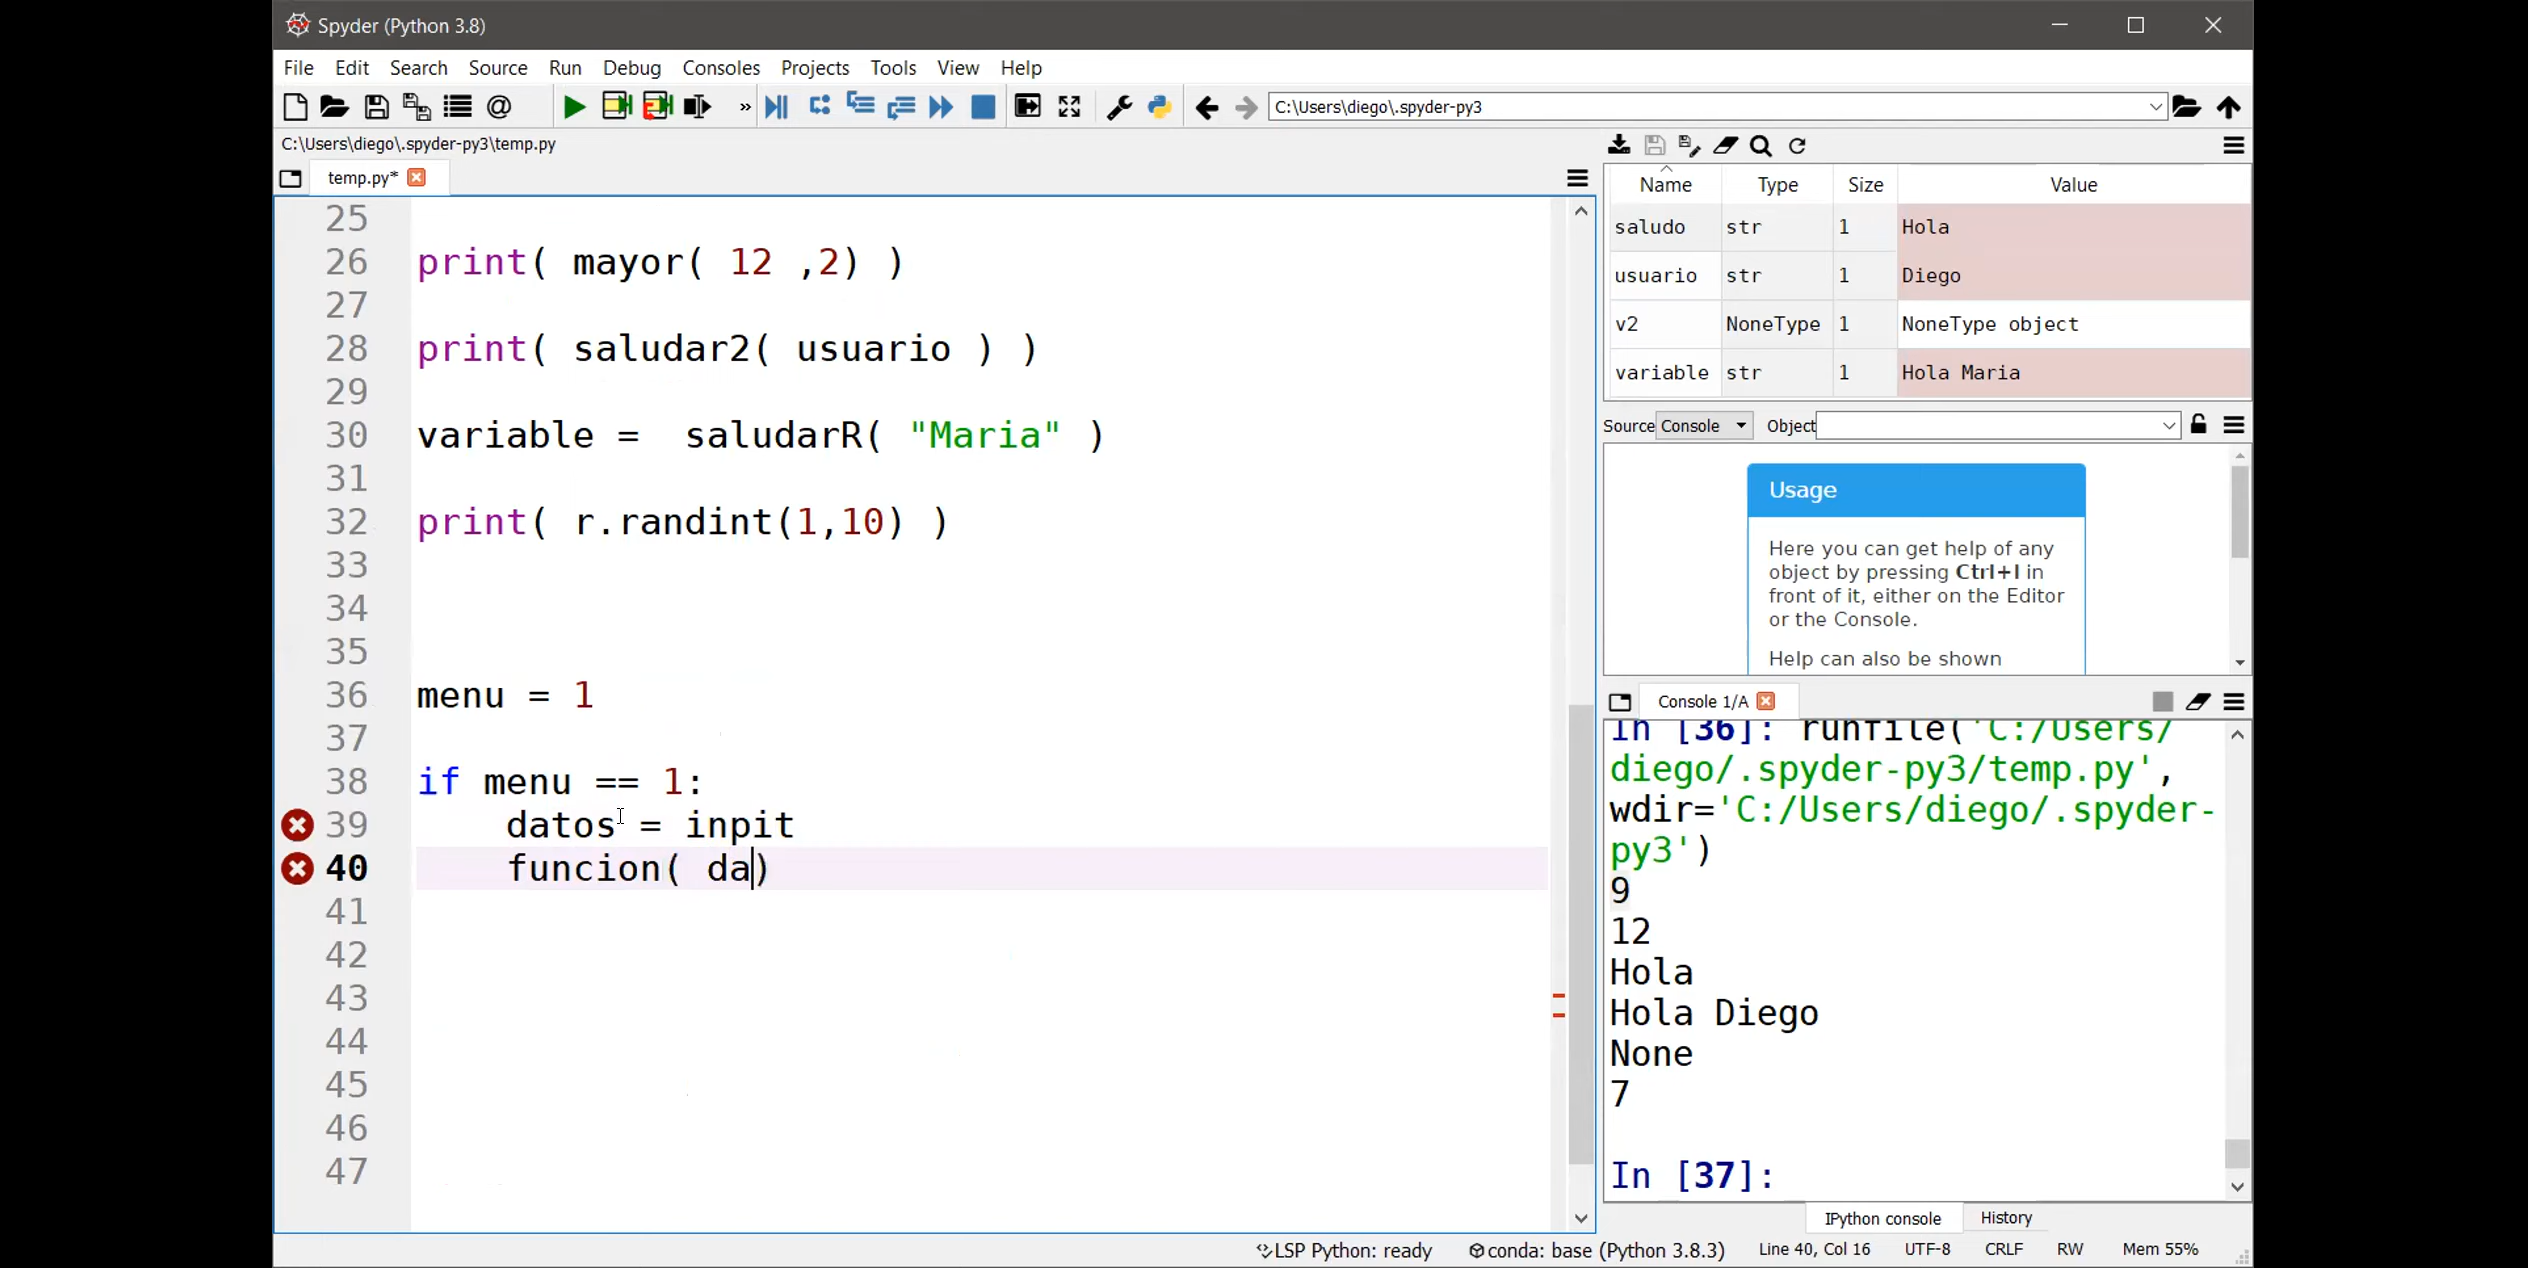 Spyder (Python 3.8)
File Edit Search Source Run Debug Consoles Projects Tools View Help
C:\Users\diego\.spyder-py3
C:\Users\diego\.spyder-py3\temp.py
temp.py*
25
26 print( mayor( 12 ,2) )
27
28 print( saludar2( usuario ) )
29
30 variable =  saludarR( "Maria" )
31
32 print( r.randint(1,10) )
33
34
35
36 menu = 1
37
38 if menu == 1:
39     datos = inpit
40     funcion( da)
41
42
43
44
45
46
47
Name Type Size Value
saludo str 1 Hola
usuario str 1 Diego
v2 NoneType 1 NoneType object
variable str 1 Hola Maria
Source Console Object
Usage
Here you can get help of any
object by pressing Ctrl+I in
front of it, either on the Editor
or the Console.
Help can also be shown
Console 1/A
In [36]: runfile('C:/Users/
diego/.spyder-py3/temp.py',
wdir='C:/Users/diego/.spyder-
py3')
9
12
Hola
Hola Diego
None
7
In [37]:
IPython console History
LSP Python: ready conda: base (Python 3.8.3) Line 40, Col 16 UTF-8 CRLF RW Mem 55%